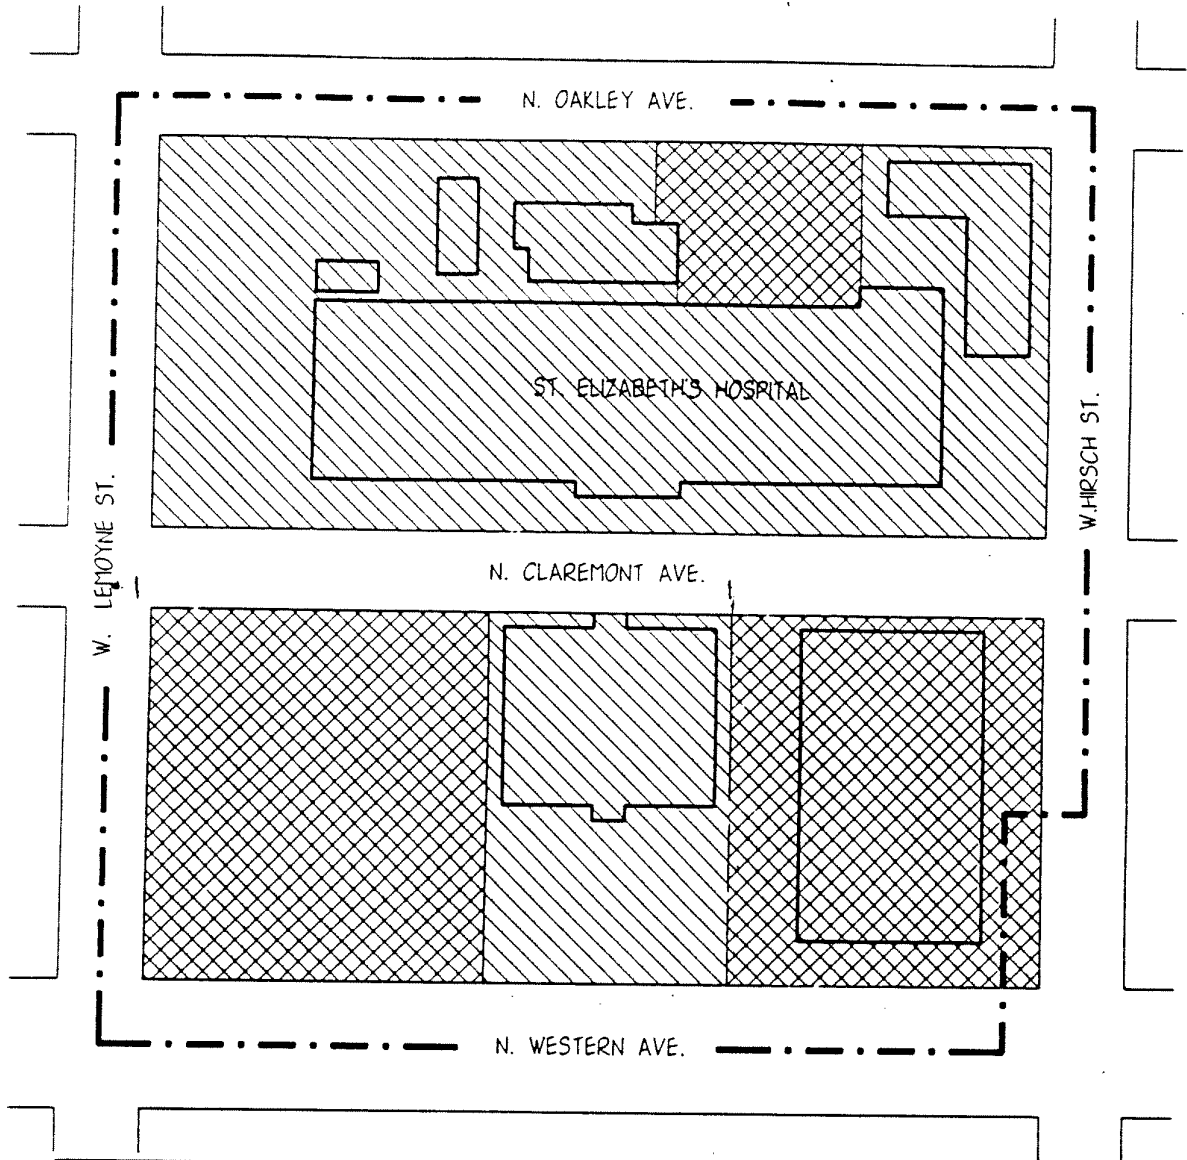 N. OAKLEY AVE.
ST. ELIZABETH'S HOSPITAL
W. HIRSCH ST.
W. LEMOYNE ST.
N. CLAREMONT AVE.
N. WESTERN AVE.